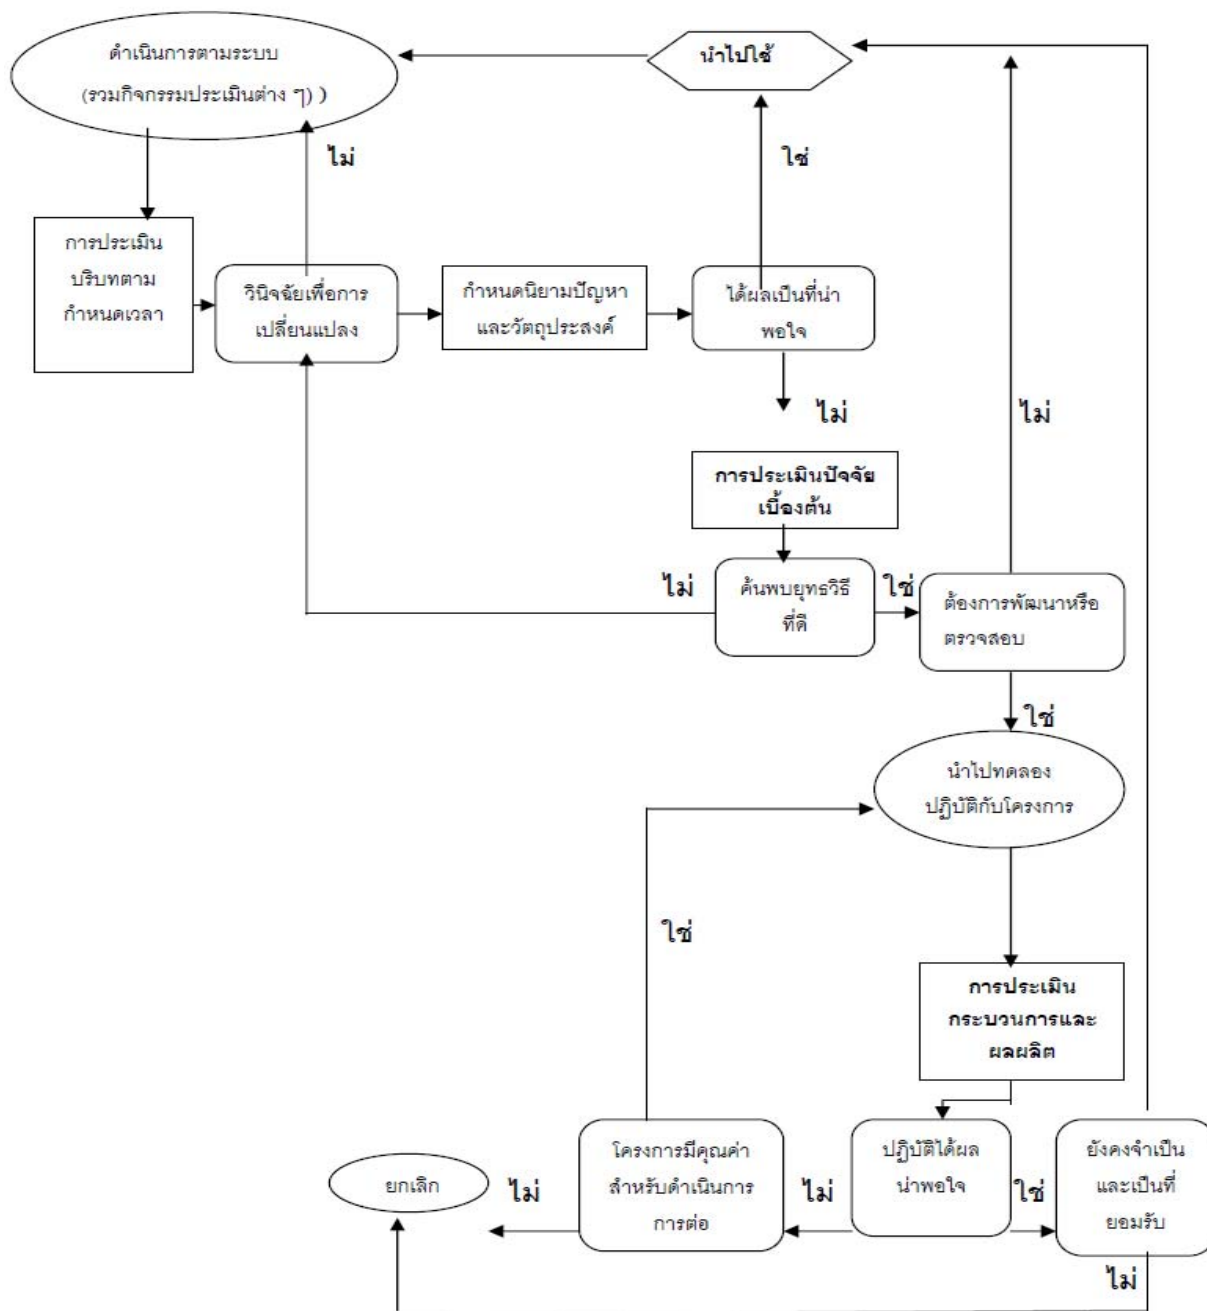 ดำเนินการตามระบบ
(รวมกิจกรรมประเมินต่าง ๆ) )
นำไปใช้
ไม่
ใช่
การประเมิน
บริบทตาม
กำหนดเวลา
วินิจฉัยเพื่อการ
เปลี่ยนแปลง
กำหนดนิยามปัญหา
และวัตถุประสงค์
ได้ผลเป็นที่น่า
พอใจ
ไม่
ไม่
การประเมินปัจจัย
เบื้องต้น
ไม่
ค้นพบยุทธวิธี
ที่ดี
ใช่
ต้องการพัฒนาหรือ
ตรวจสอบ
ใช่
นำไปทดลอง
ปฏิบัติกับโครงการ
ใช่
การประเมิน
กระบวนการและ
ผลผลิต
ยกเลิก
ไม่
โครงการมีคุณค่า
สำหรับดำเนินการ
การต่อ
ไม่
ปฏิบัติได้ผล
น่าพอใจ
ใช่
ยังคงจำเป็น
และเป็นที่
ยอมรับ
ไม่